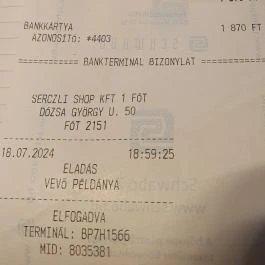 BANKKÁRTYA 1 870 FT
AZONOSÍTÓ: *4403
=========== BANKTERMINÁL BIZONYLAT ===========
SERCZLI SHOP KFT 1 FÓT
DÓZSA GYÖRGY U. 50
FÓT 2151
18.07.2024 18:59:25
ELADÁS
VEVŐ PÉLDÁNYA
ELFOGADVA
TERMINÁL: BP7H1566
MID: 8035381